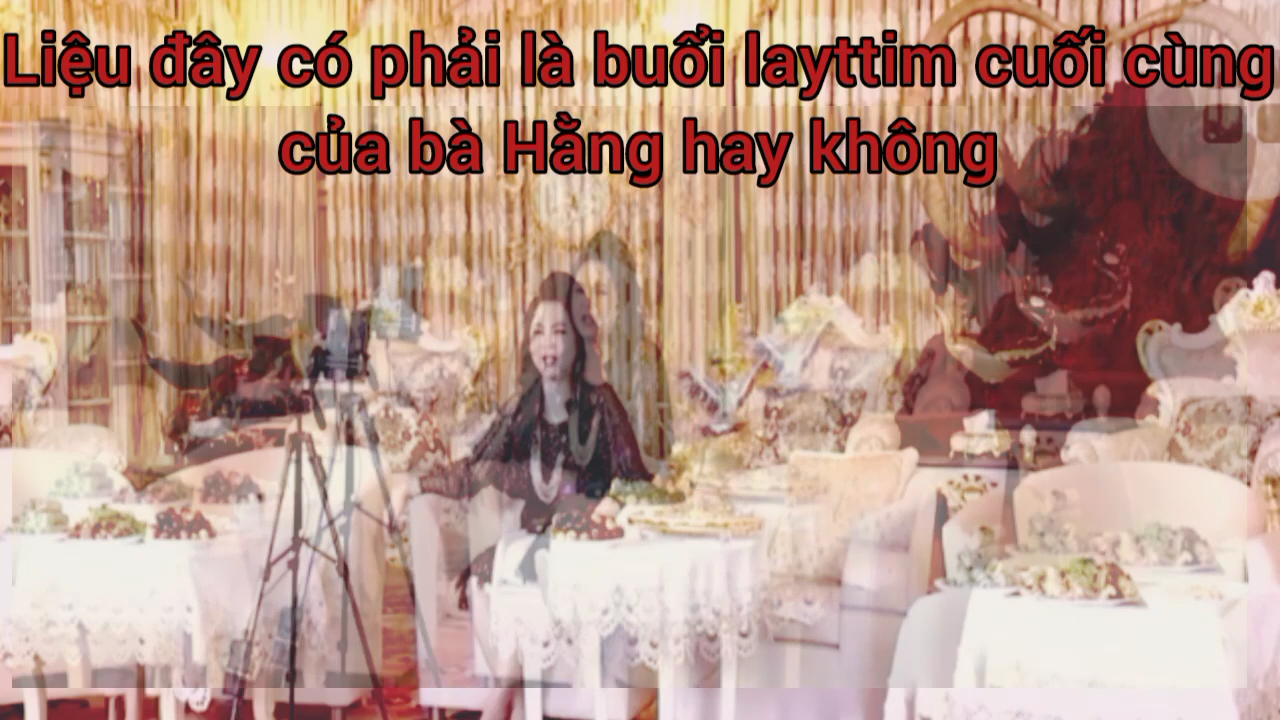 Liệu đây có phải là buổi layttim cuối cùng
của bà Hằng hay không